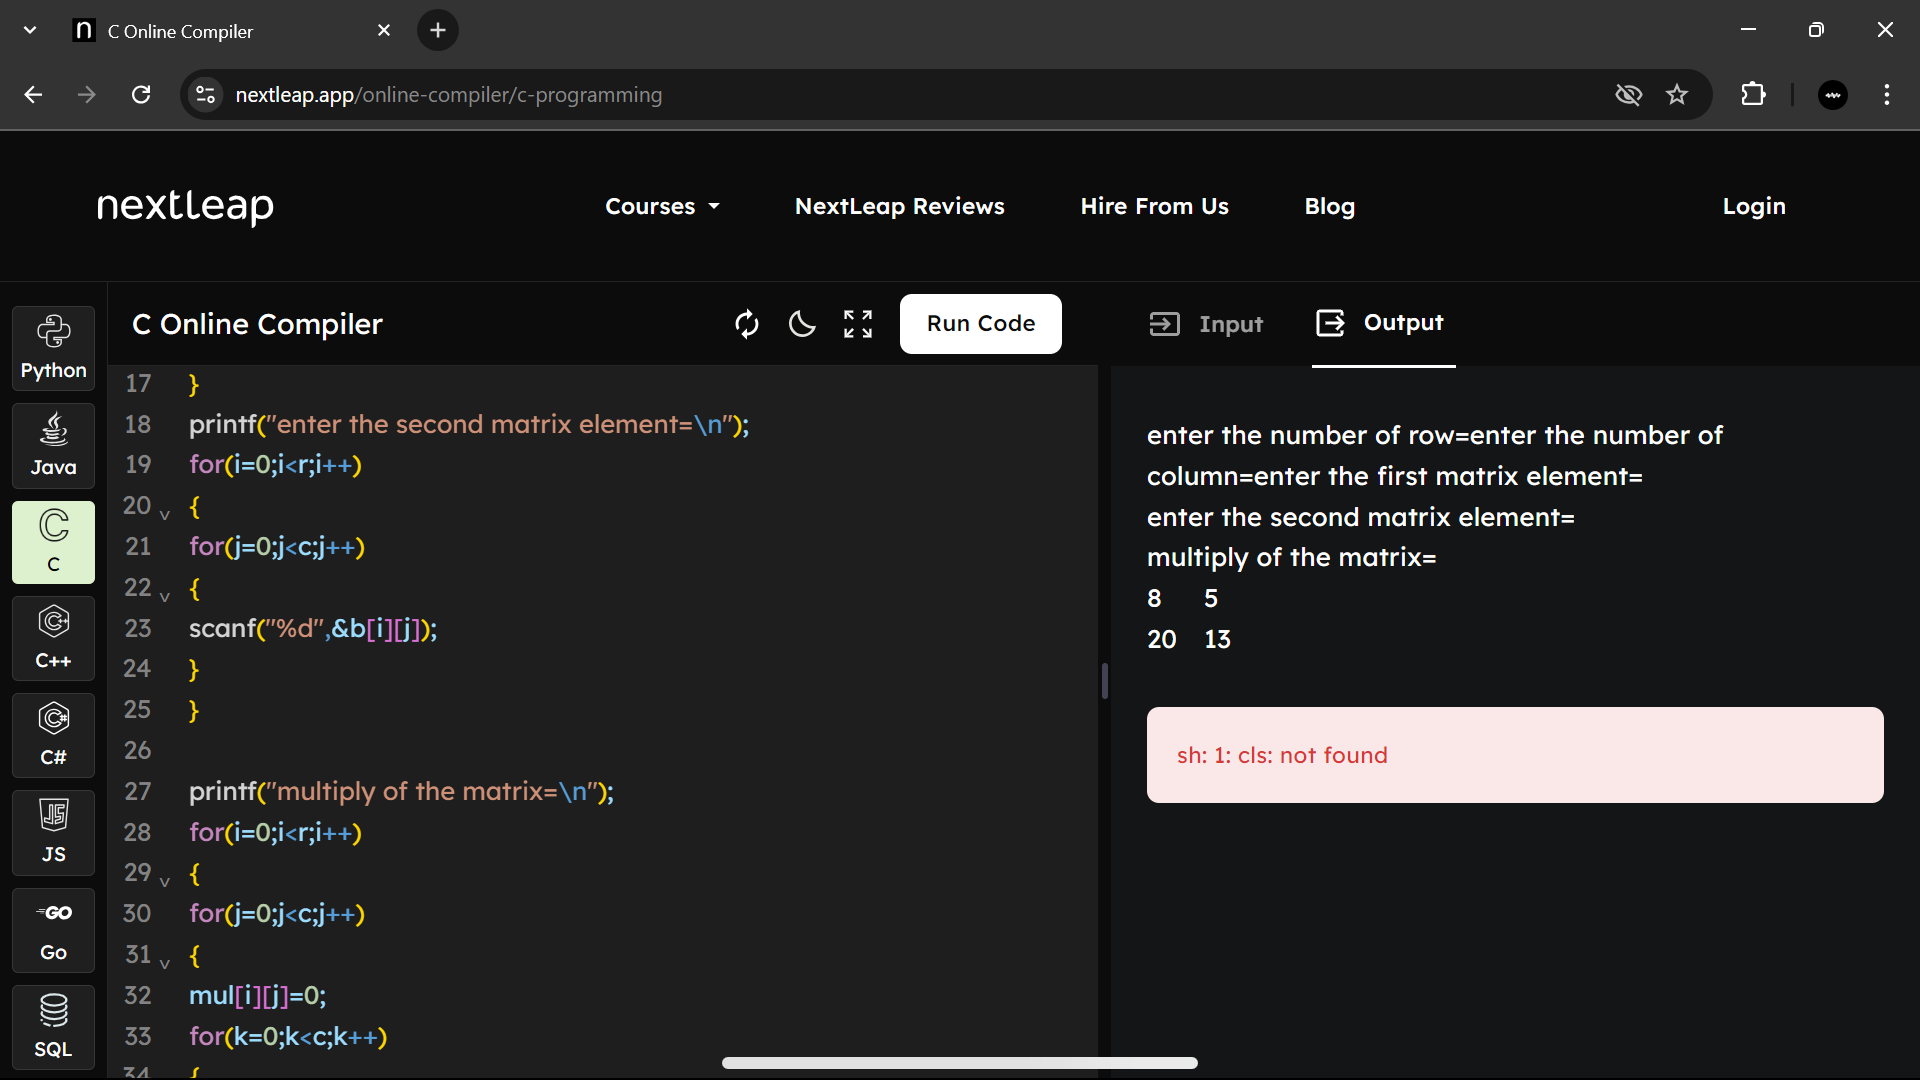 C Online Compiler
nextleap.app/online-compiler/c-programming
nextleap
Courses
NextLeap Reviews
Hire From Us
Blog
Login
Python
Java
C
C++
C#
JS
Go
SQL
C Online Compiler
Run Code
17 }
18 printf("enter the second matrix element=\n");
19 for(i=0;i<r;i++)
20 {
21 for(j=0;j<c;j++)
22 {
23 scanf("%d",&b[i][j]);
24 }
25 }
26
27 printf("multiply of the matrix=\n");
28 for(i=0;i<r;i++)
29 {
30 for(j=0;j<c;j++)
31 {
32 mul[i][j]=0;
33 for(k=0;k<c;k++)
34 {
Input
Output
enter the number of row=enter the number of
column=enter the first matrix element=
enter the second matrix element=
multiply of the matrix=
8 5
20 13
sh: 1: cls: not found